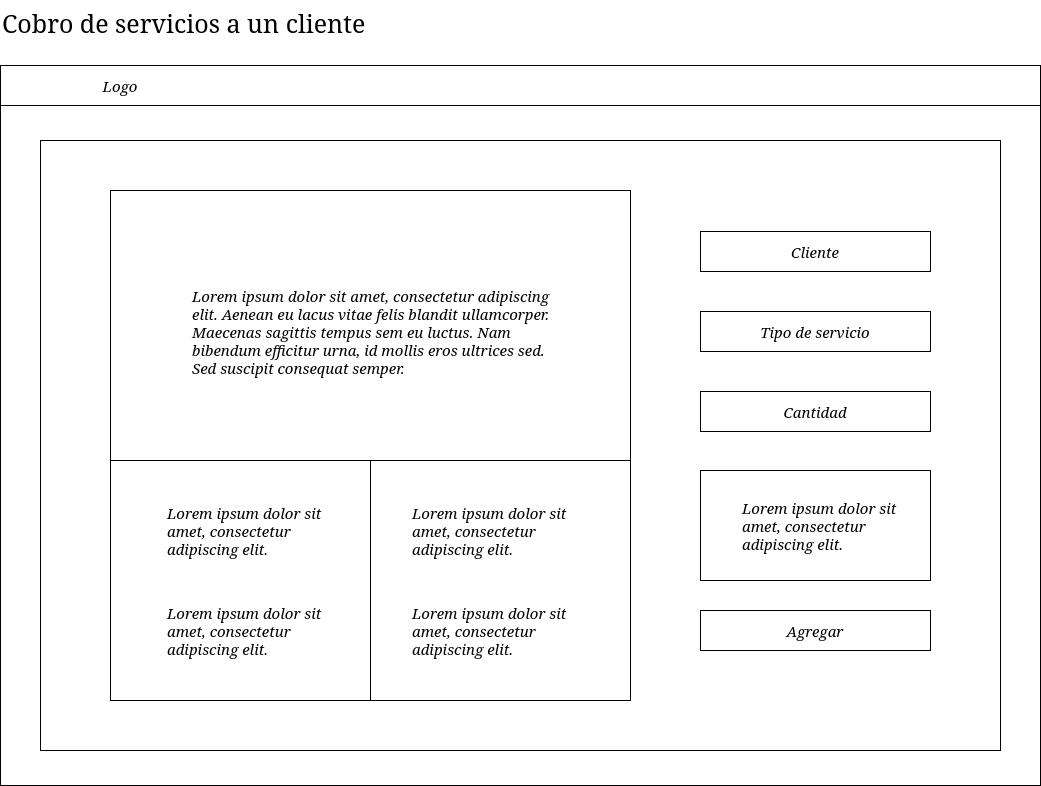 Cobro de servicios a un cliente
Logo
Lorem ipsum dolor sit amet, consectetur adipiscing
elit. Aenean eu lacus vitae felis blandit ullamcorper.
Maecenas sagittis tempus sem eu luctus. Nam
bibendum efficitur urna, id mollis eros ultrices sed.
Sed suscipit consequat semper.
Lorem ipsum dolor sit
amet, consectetur
adipiscing elit.
Lorem ipsum dolor sit
amet, consectetur
adipiscing elit.
Lorem ipsum dolor sit
amet, consectetur
adipiscing elit.
Lorem ipsum dolor sit
amet, consectetur
adipiscing elit.
Cliente
Tipo de servicio
Cantidad
Lorem ipsum dolor sit
amet, consectetur
adipiscing elit.
Agregar